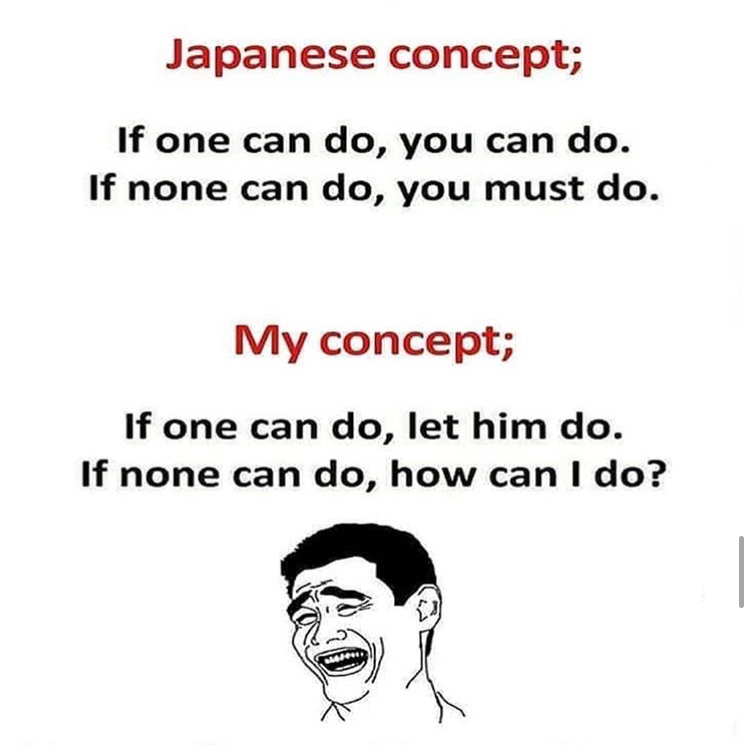 Japanese concept;
If one can do, you can do.
If none can do, you must do.
My concept;
If one can do, let him do.
If none can do, how can I do?